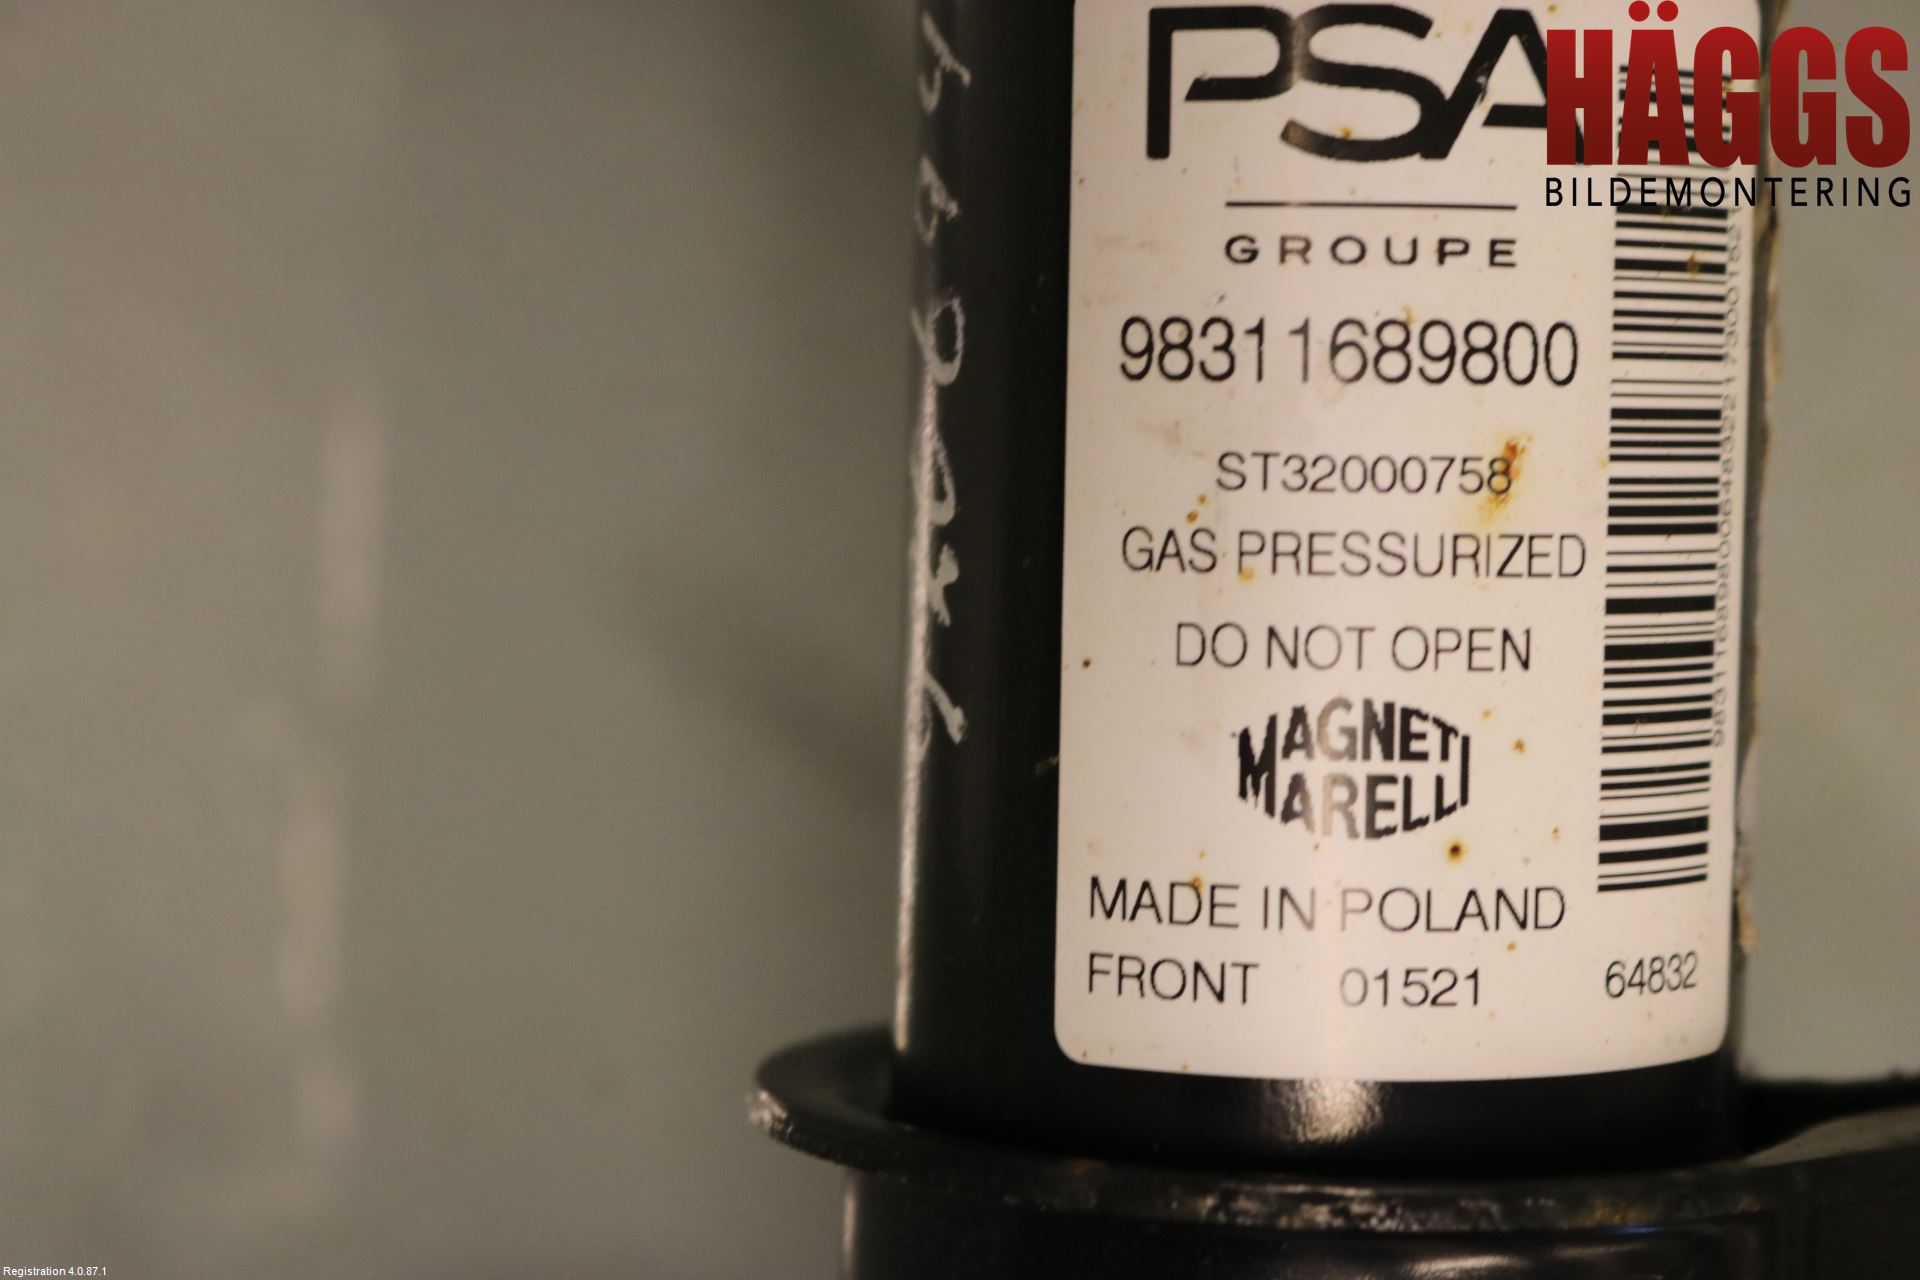 PSA
HÄGGS
BILDEMONTERING
GROUPE
98311689800
ST32000758
GAS PRESSURIZED
DO NOT OPEN
MAGNETI
MARELLI
MADE IN POLAND
FRONT 01521 64832
Registration 4.0.87.1